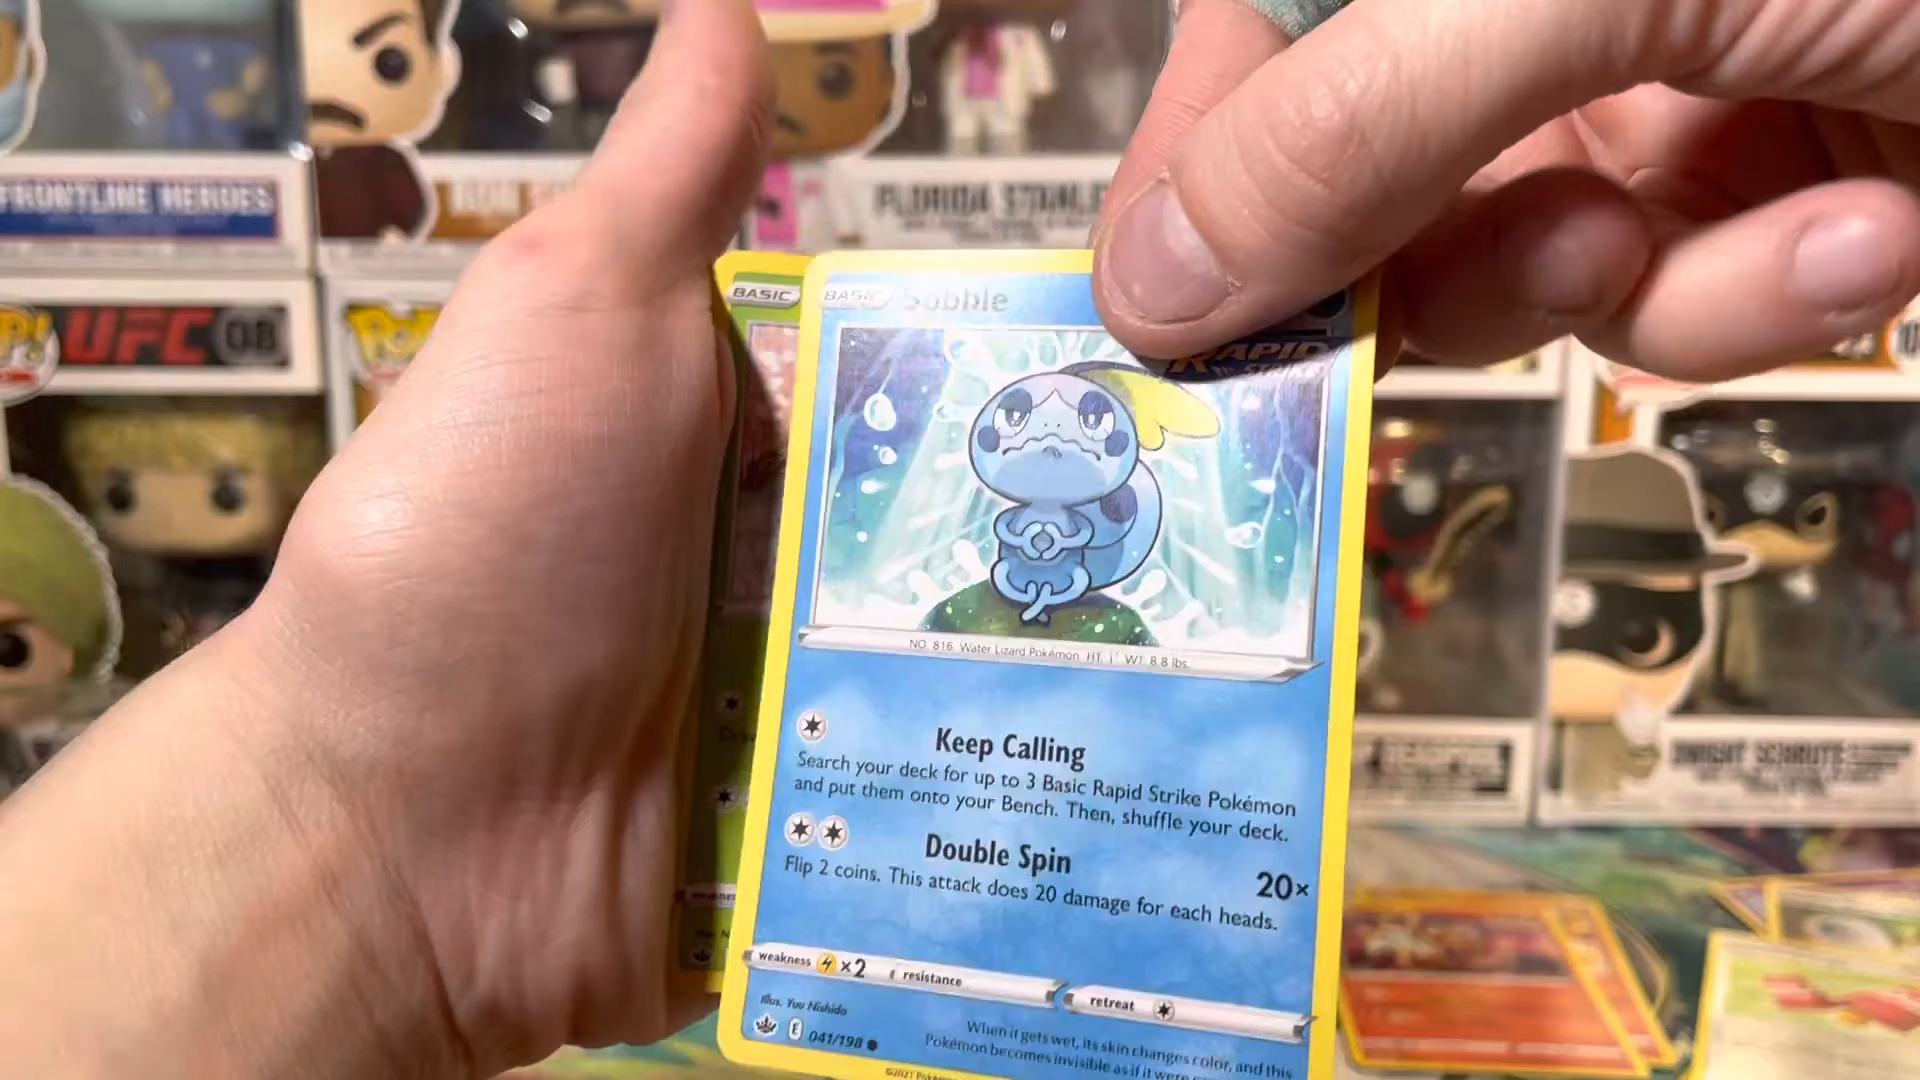 FRONTLINE HEROES
FLORIDA STANLEY
UFC 08
BASIC
BASIC Sobble
RAPID
STRIKE
NO. 816 Water Lizard Pokémon HT. 1' WT. 8.8 lbs.
Keep Calling
Search your deck for up to 3 Basic Rapid Strike Pokémon
and put them onto your Bench. Then, shuffle your deck.
Double Spin
20×
Flip 2 coins. This attack does 20 damage for each heads.
weakness ×2 resistance
retreat
Illus. Yuu Nishida
E 041/198
When it gets wet, its skin changes color, and this
Pokémon becomes invisible as if it were
DWIGHT SCHRUTE